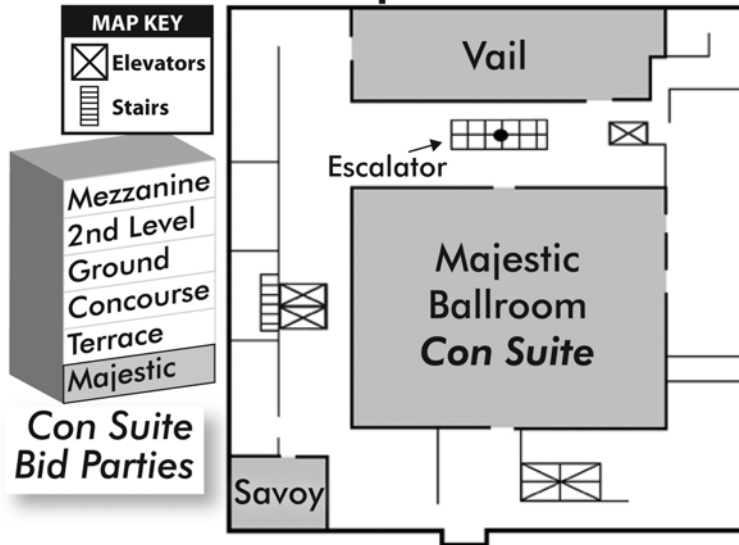 MAP KEY
Elevators
Stairs
Mezzanine
2nd Level
Ground
Concourse
Terrace
Majestic
Con Suite
Bid Parties
Vail
Escalator
Majestic
Ballroom
Con Suite
Savoy